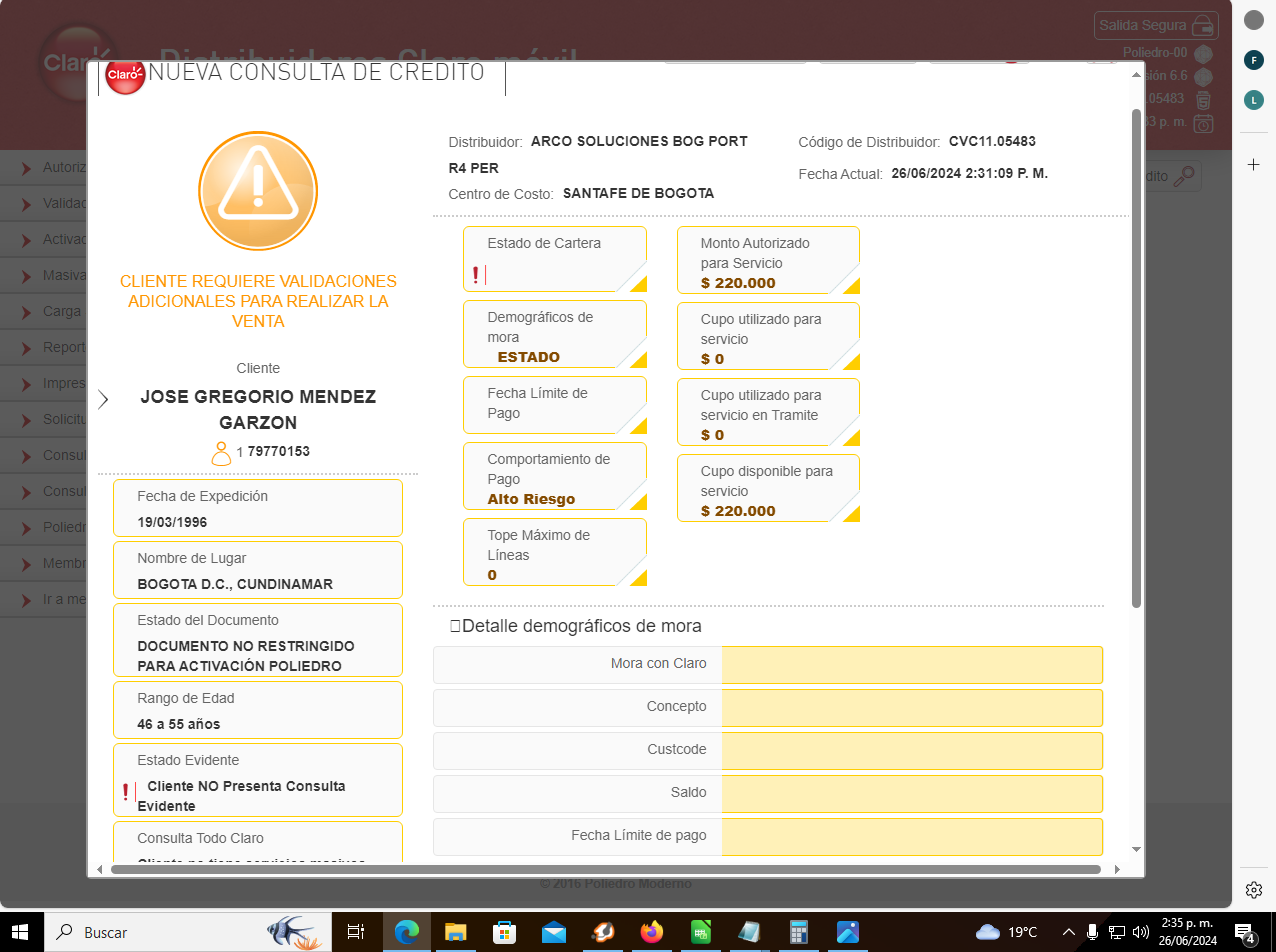 Salida Segura
Claro
Distribuidores Claro móvil
Poliedro-00
sión 6.6
.05483
33 p. m.
Claro
NUEVA CONSULTA DE CREDITO
Autoriz
Validac
Activac
Masiva
Carga
Report
Impres
Solicitu
Consul
Consul
Poliedr
Membr
Ir a me
dito
CLIENTE REQUIERE VALIDACIONES
ADICIONALES PARA REALIZAR LA
VENTA
Cliente
JOSE GREGORIO MENDEZ
GARZON
1 79770153
Fecha de Expedición
19/03/1996
Nombre de Lugar
BOGOTA D.C., CUNDINAMAR
Estado del Documento
DOCUMENTO NO RESTRINGIDO
PARA ACTIVACIÓN POLIEDRO
Rango de Edad
46 a 55 años
Estado Evidente
Cliente NO Presenta Consulta
Evidente
Consulta Todo Claro
Cliente no tiene servicios masivos
Distribuidor: ARCO SOLUCIONES BOG PORT
R4 PER
Centro de Costo: SANTAFE DE BOGOTA
Código de Distribuidor: CVC11.05483
Fecha Actual: 26/06/2024 2:31:09 P. M.
Estado de Cartera
Demográficos de
mora
ESTADO
Fecha Límite de
Pago
Comportamiento de
Pago
Alto Riesgo
Tope Máximo de
Líneas
0
Monto Autorizado
para Servicio
$ 220.000
Cupo utilizado para
servicio
$ 0
Cupo utilizado para
servicio en Tramite
$ 0
Cupo disponible para
servicio
$ 220.000
Detalle demográficos de mora
Mora con Claro
Concepto
Custcode
Saldo
Fecha Límite de pago
© 2016 Poliedro Moderno
F
L
Buscar
19°C
2:35 p. m.
26/06/2024
4